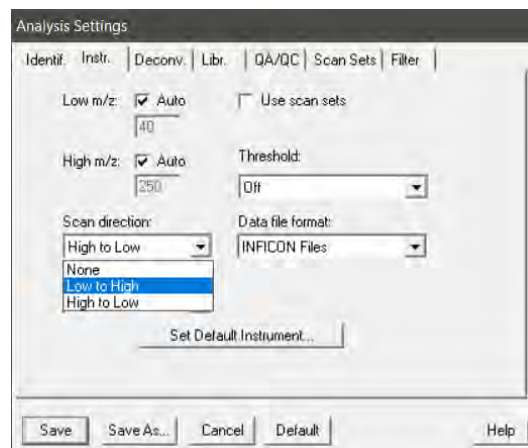 Analysis Settings
Identif. Instr. Deconv. Libr. QA/QC Scan Sets Filter
Low m/z: Auto Use scan sets
40
High m/z: Auto Threshold:
250 Off
Scan direction: Data file format:
High to Low INFICON Files
None
Low to High
High to Low
Set Default Instrument...
Save Save As... Cancel Default Help